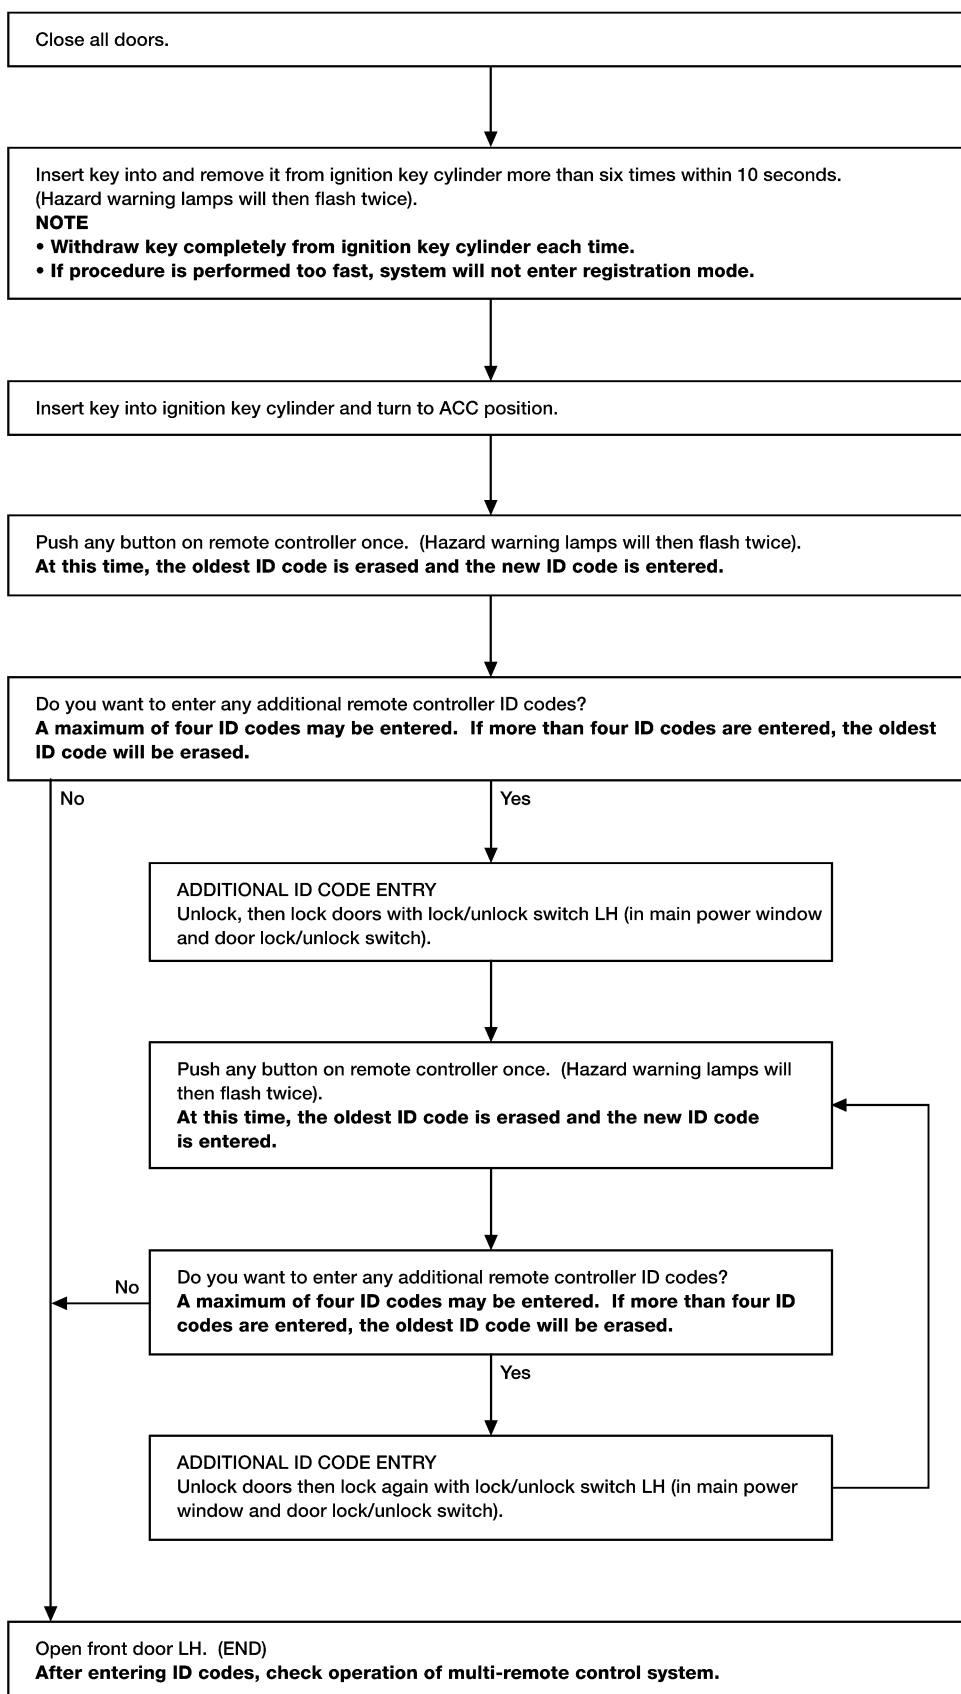 Close all doors.
Insert key into and remove it from ignition key cylinder more than six times within 10 seconds.
(Hazard warning lamps will then flash twice).
NOTE
• Withdraw key completely from ignition key cylinder each time.
• If procedure is performed too fast, system will not enter registration mode.
Insert key into ignition key cylinder and turn to ACC position.
Push any button on remote controller once.  (Hazard warning lamps will then flash twice).
At this time, the oldest ID code is erased and the new ID code is entered.
Do you want to enter any additional remote controller ID codes?
A maximum of four ID codes may be entered.  If more than four ID codes are entered, the oldest
ID code will be erased.
No
Yes
ADDITIONAL ID CODE ENTRY
Unlock, then lock doors with lock/unlock switch LH (in main power window
and door lock/unlock switch).
Push any button on remote controller once.  (Hazard warning lamps will
then flash twice).
At this time, the oldest ID code is erased and the new ID code
is entered.
Do you want to enter any additional remote controller ID codes?
A maximum of four ID codes may be entered.  If more than four ID
codes are entered, the oldest ID code will be erased.
No
Yes
ADDITIONAL ID CODE ENTRY
Unlock doors then lock again with lock/unlock switch LH (in main power
window and door lock/unlock switch).
Open front door LH.  (END)
After entering ID codes, check operation of multi-remote control system.